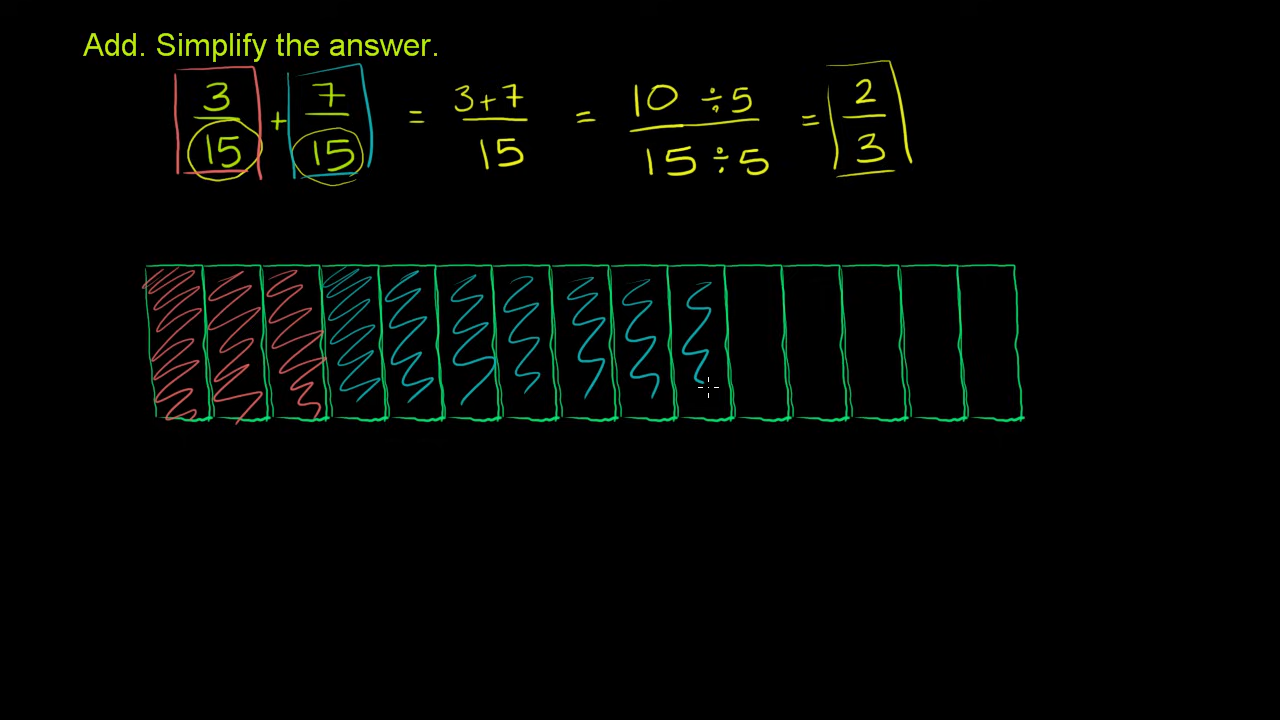 Add. Simplify the answer.
3/15 + 7/15 = 3+7/15 = 10 ÷5/15 ÷5 = 2/3